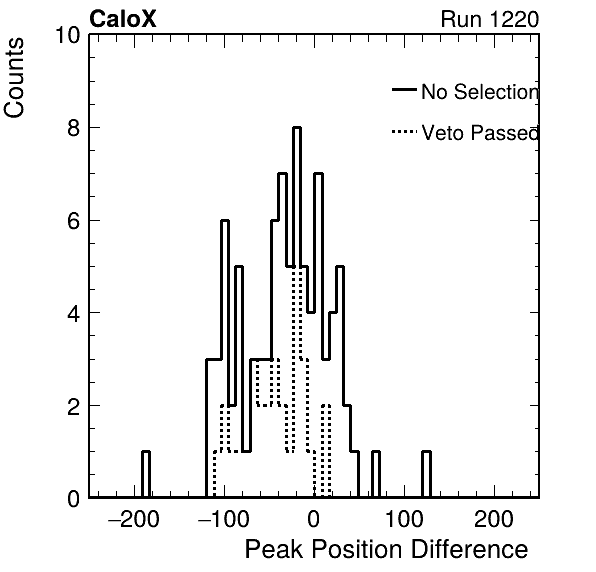 CaloX Run 1220
Counts
10
8
6
4
2
0
No Selection
Veto Passed
−200 −100 0 100 200
Peak Position Difference